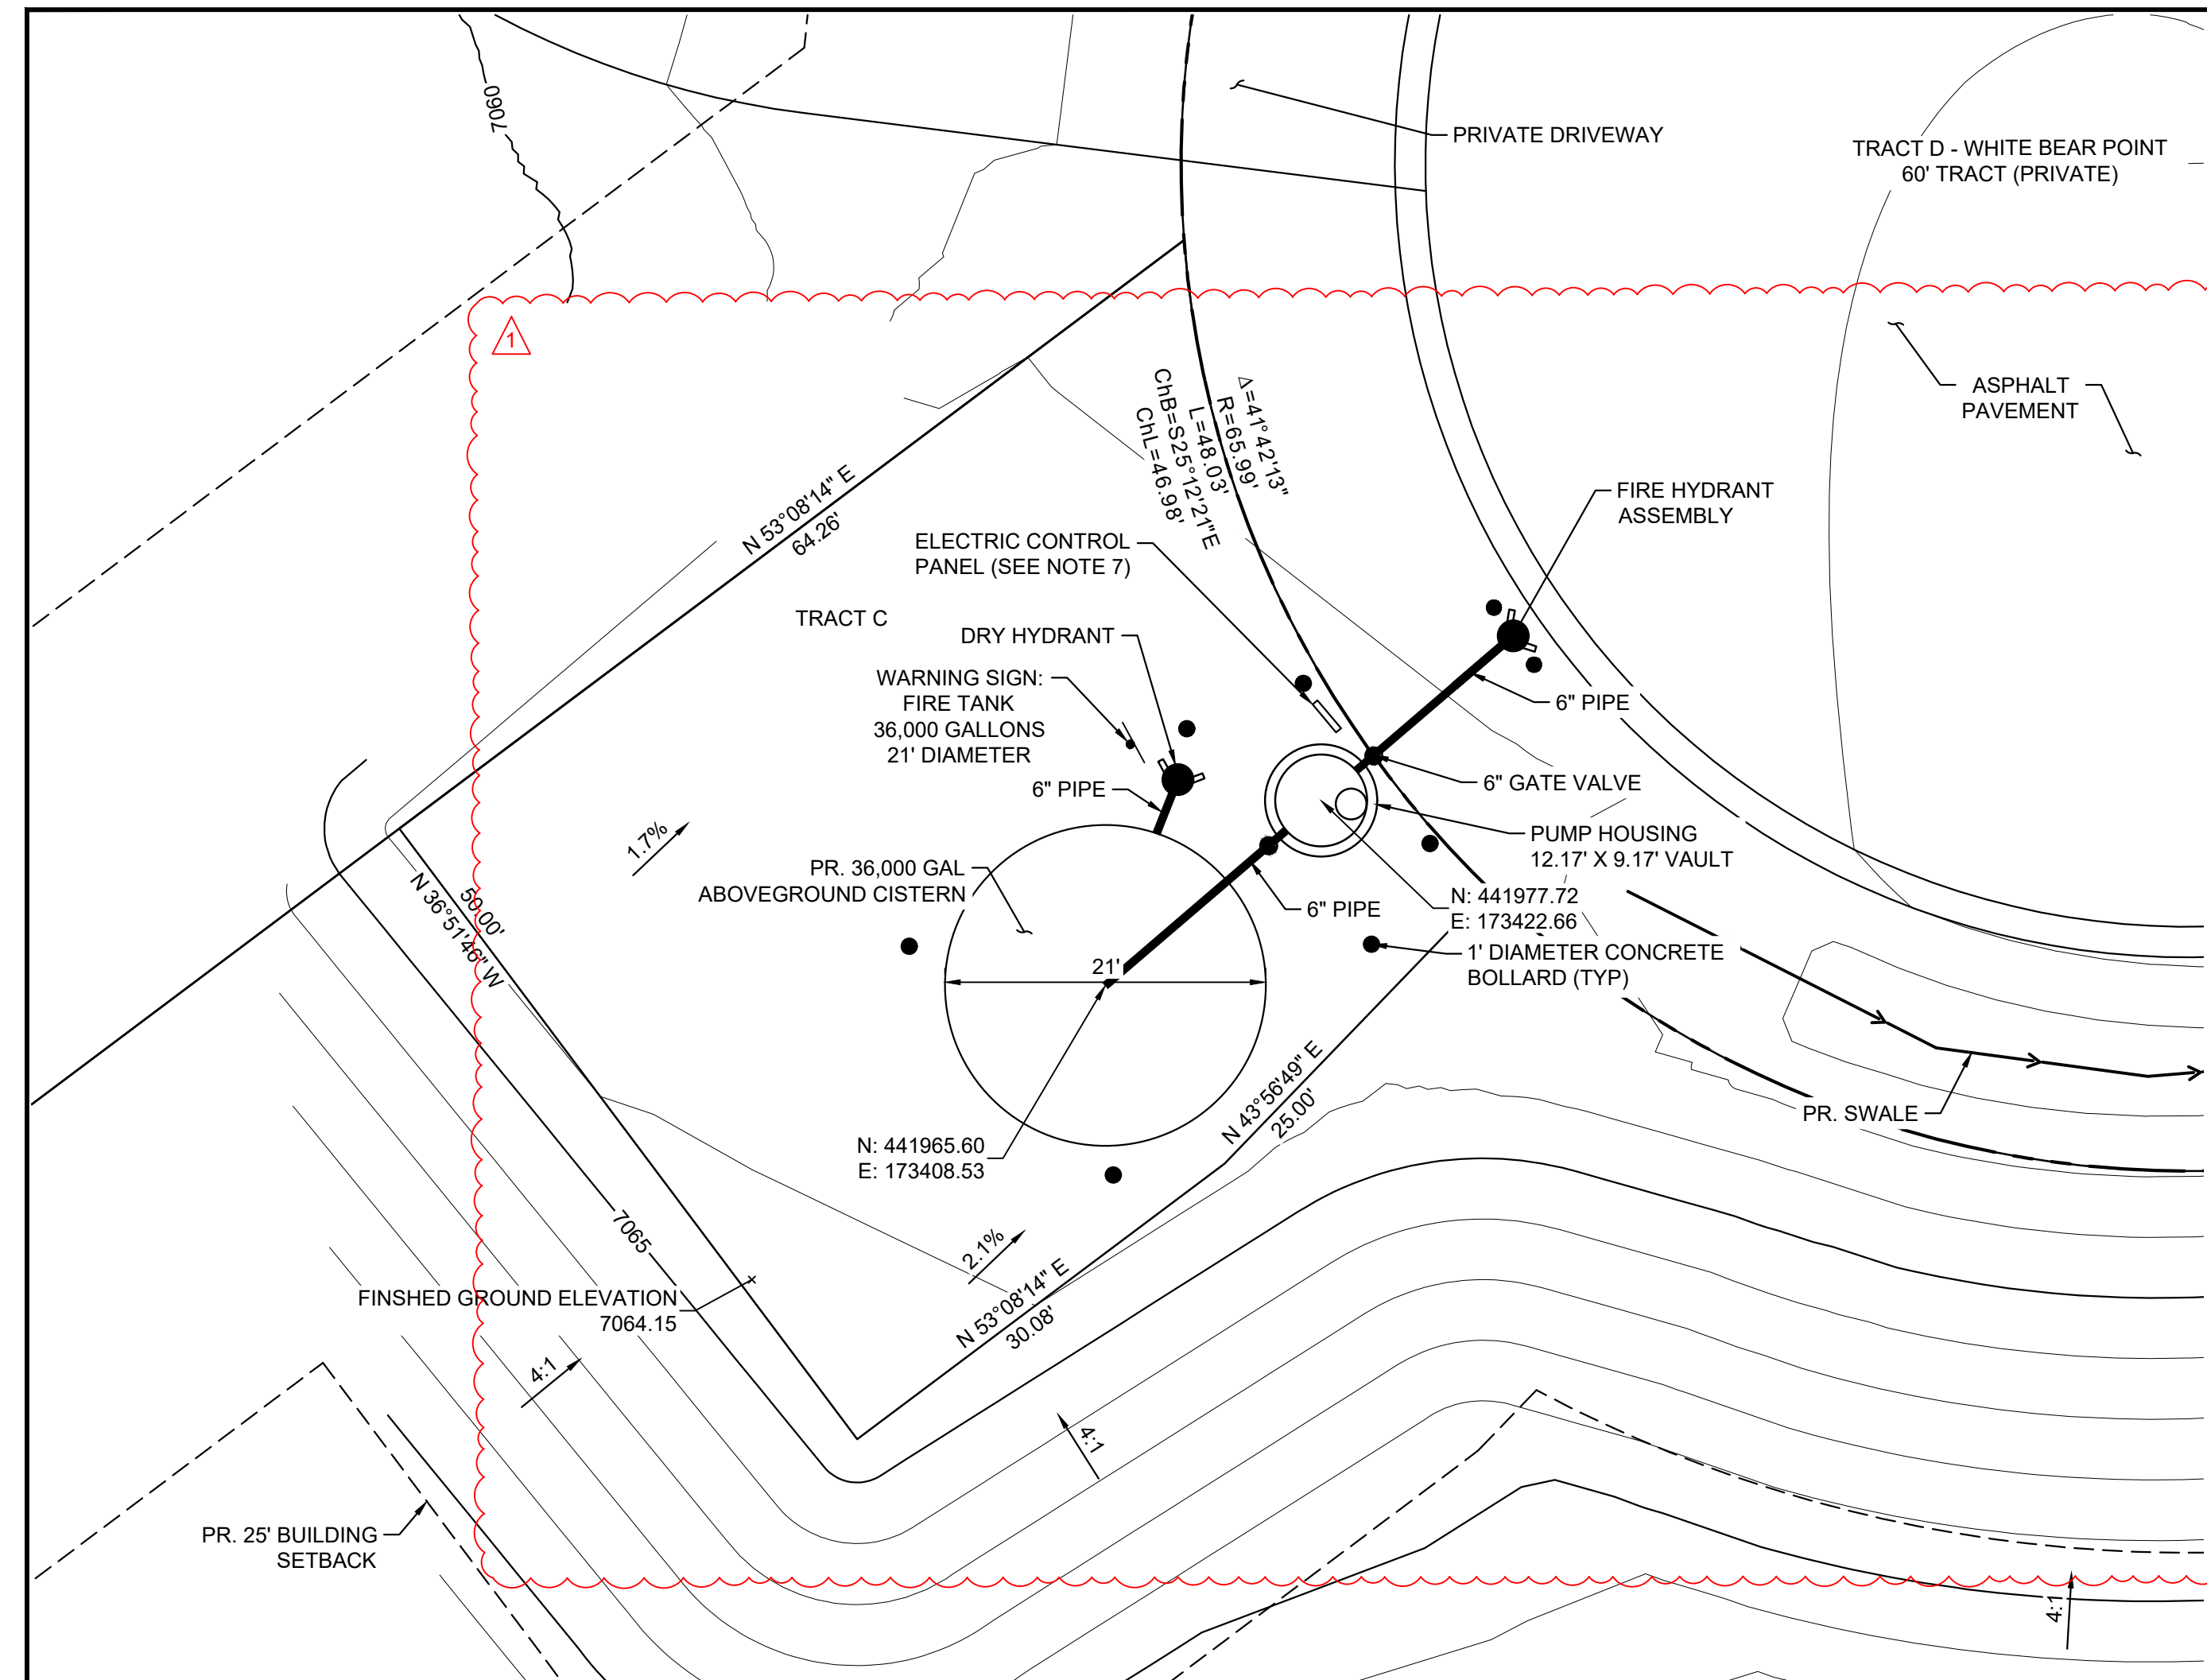 7060
PRIVATE DRIVEWAY
TRACT D - WHITE BEAR POINT
60' TRACT (PRIVATE)
1
ASPHALT
PAVEMENT
Δ=41°42'13"
R=65.99'
L=48.03'
ChB=S25°12'21"E
ChL=46.98'
N 53°08'14" E
64.26'
FIRE HYDRANT
ASSEMBLY
ELECTRIC CONTROL
PANEL (SEE NOTE 7)
TRACT C
DRY HYDRANT
WARNING SIGN:
FIRE TANK
36,000 GALLONS
21' DIAMETER
6" PIPE
6" PIPE
6" GATE VALVE
1.7%
PUMP HOUSING
12.17' X 9.17' VAULT
PR. 36,000 GAL
ABOVEGROUND CISTERN
50.00'
N 36°51'46" W
6" PIPE
N: 441977.72
E: 173422.66
1' DIAMETER CONCRETE
BOLLARD (TYP)
21'
N 43°56'49" E
25.00'
PR. SWALE
N: 441965.60
E: 173408.53
7065
2.1%
FINSHED GROUND ELEVATION
7064.15
N 53°08'14" E
30.08'
4:1
4:1
PR. 25' BUILDING
SETBACK
4:1